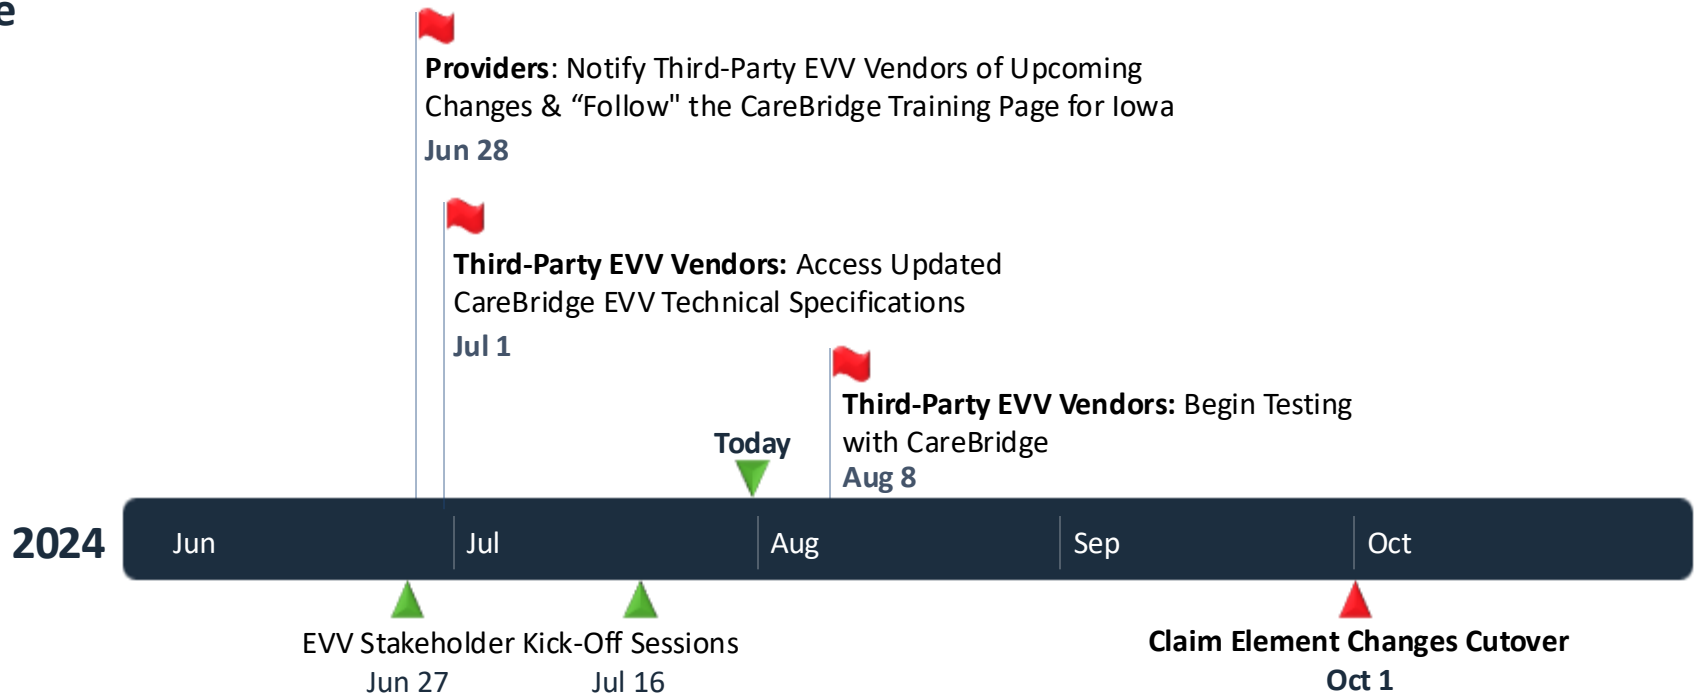 e
Providers: Notify Third-Party EVV Vendors of Upcoming
Changes & “Follow" the CareBridge Training Page for Iowa
Jun 28
Third-Party EVV Vendors: Access Updated
CareBridge EVV Technical Specifications
Jul 1
Third-Party EVV Vendors: Begin Testing
with CareBridge
Aug 8
Today
2024 Jun Jul Aug Sep Oct
EVV Stakeholder Kick-Off Sessions
Jun 27 Jul 16
Claim Element Changes Cutover
Oct 1